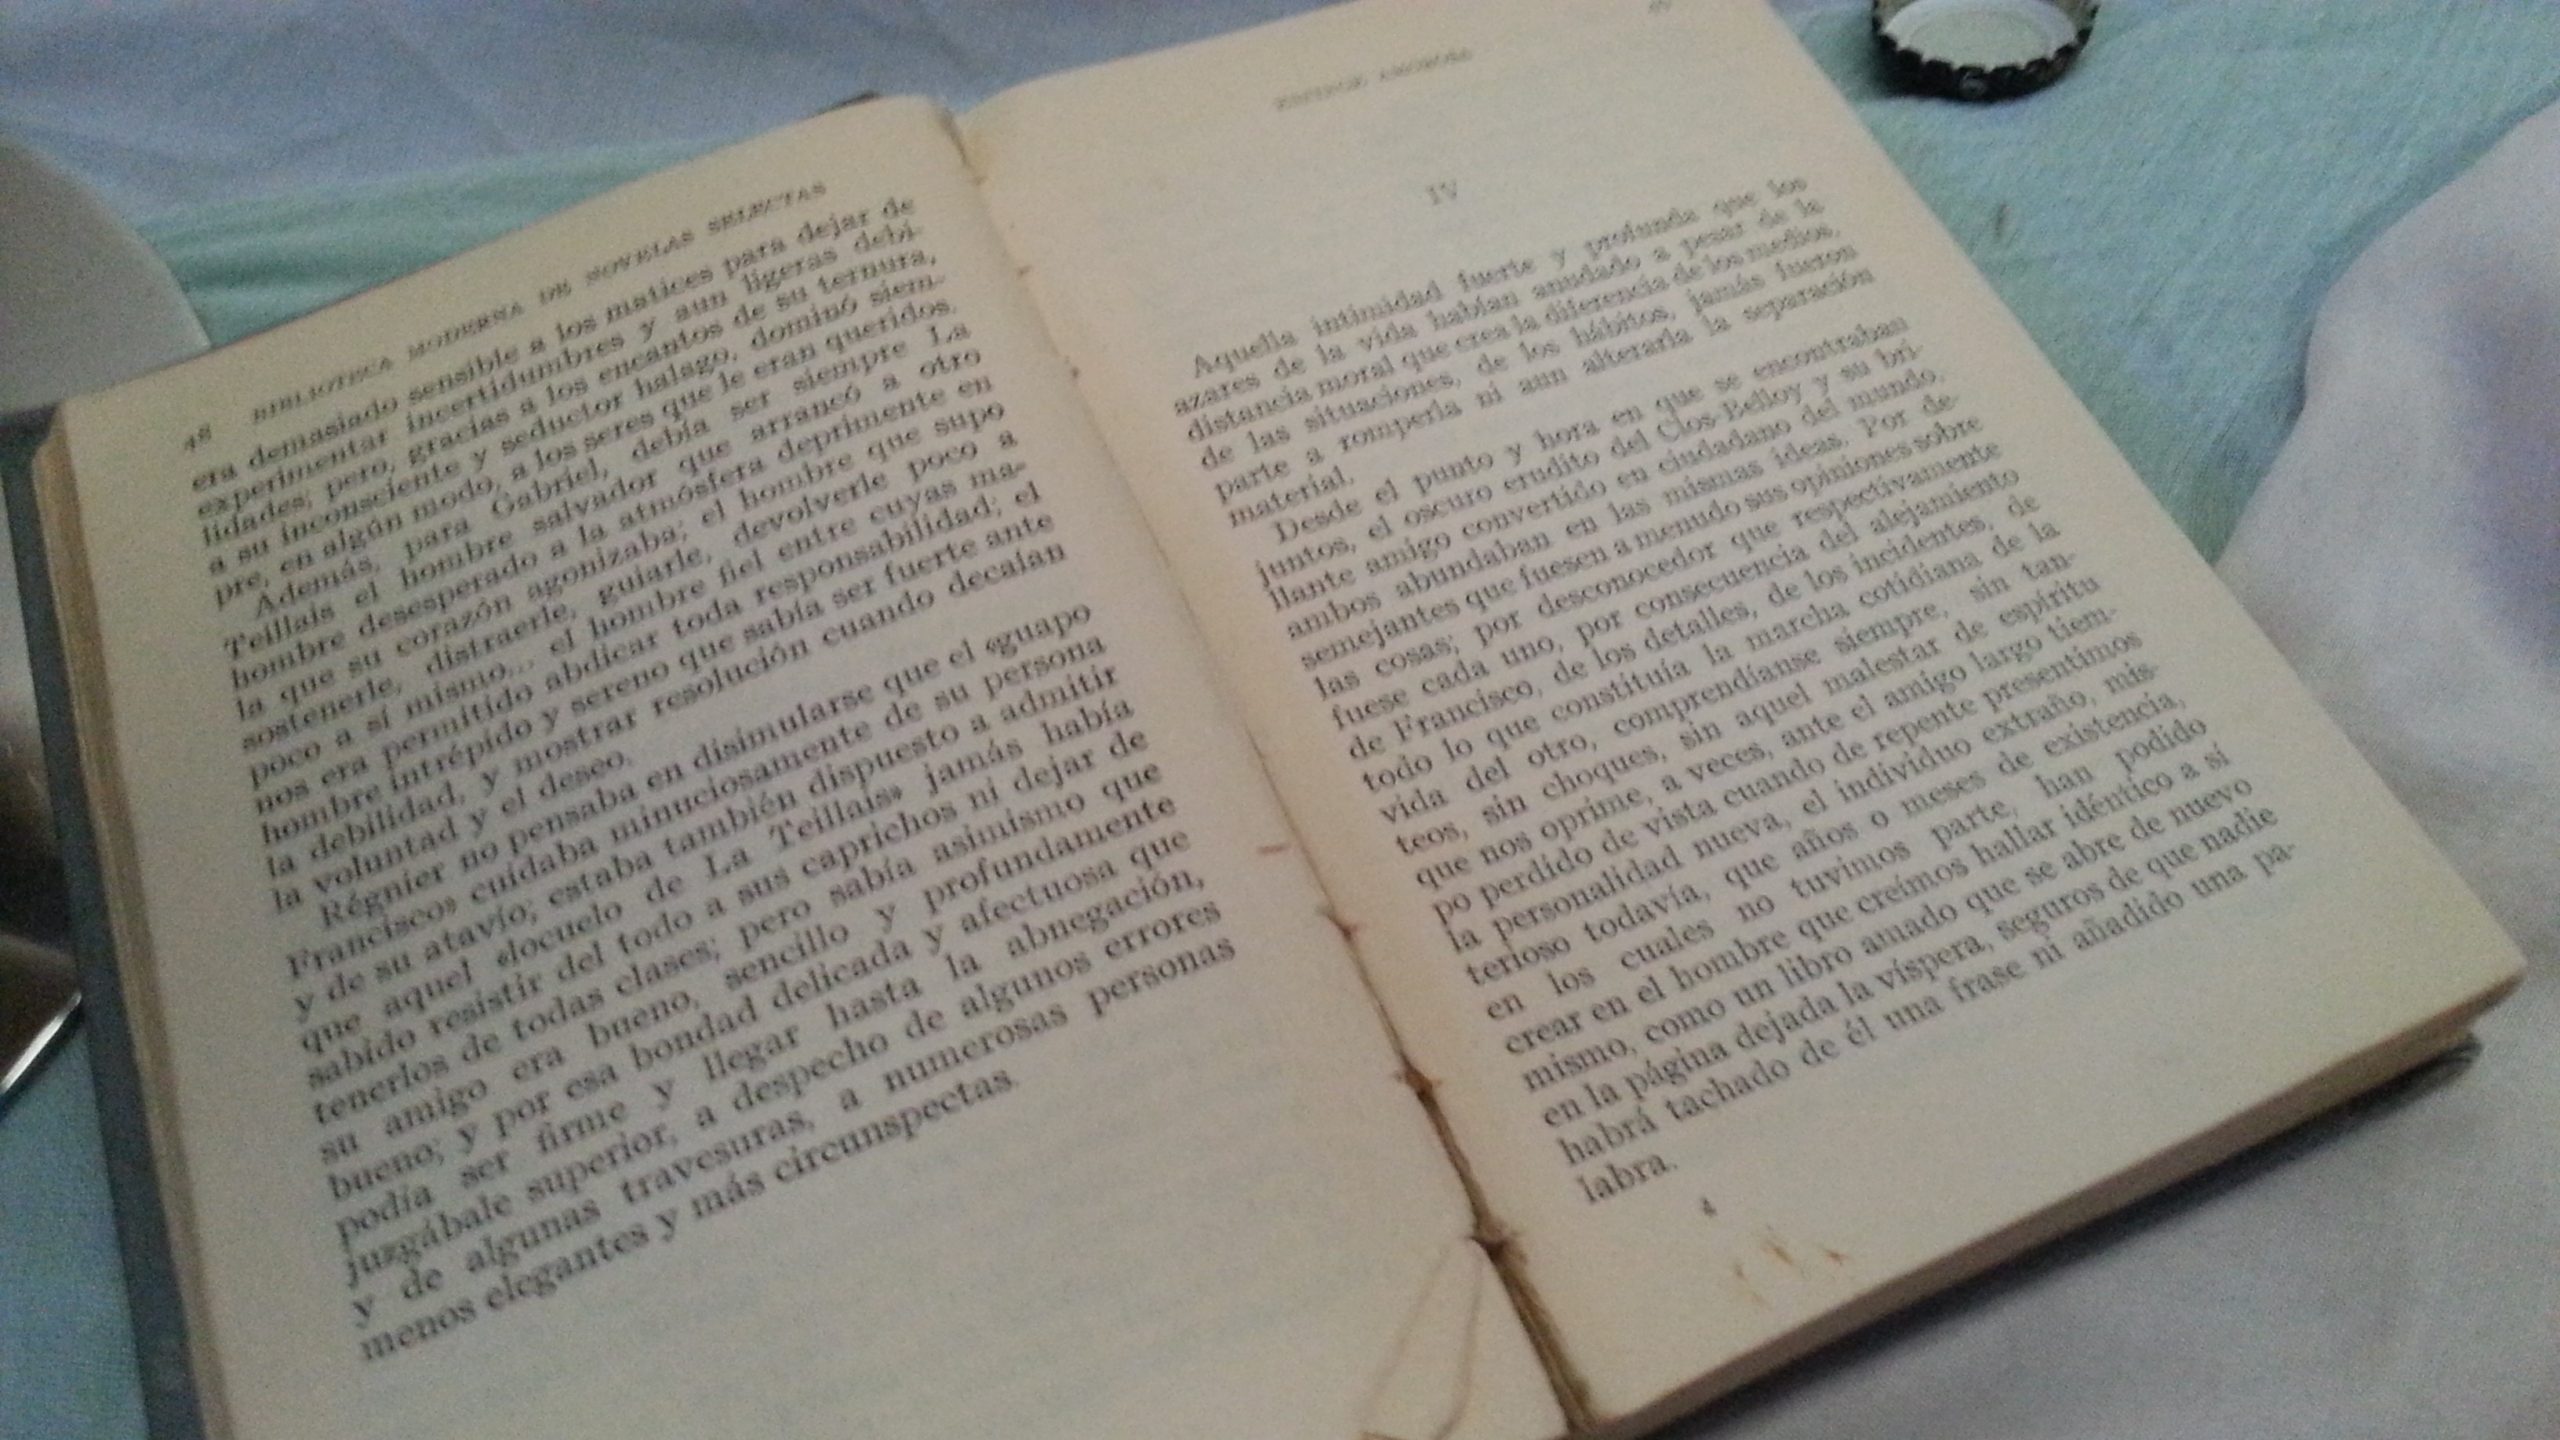 48 BIBLIOTECA MODERNA DE NOVELAS SELECTAS
era demasiado sensible a los matices para dejar de
experimentar incertidumbres y aun ligeras debi-
lidades; pero, gracias a los encantos de su ternura,
a su inconsciente y seductor halago, dominó siem-
pre, en algún modo, a los seres que le eran queridos.
Además, para Gabriel, debía ser siempre La
Teillais el hombre salvador que arrancó a otro
hombre desesperado a la atmósfera deprimente en
la que su corazón agonizaba; el hombre que supo
sostenerle, distraerle, guiarle, devolverle poco a
poco a sí mismo... el hombre fiel entre cuyas ma-
nos era permitido abdicar toda responsabilidad; el
hombre intrépido y sereno que sabía ser fuerte ante
la debilidad, y mostrar resolución cuando decaían
la voluntad y el deseo.
Régnier no pensaba en disimularse que el «guapo
Francisco» cuidaba minuciosamente de su persona
y de su atavío; estaba también dispuesto a admitir
que aquel «locuelo de La Teillais» jamás había
sabido resistir del todo a sus caprichos ni dejar de
tenerlos de todas clases; pero sabía asimismo que
su amigo era bueno, sencillo y profundamente
bueno; y por esa bondad delicada y afectuosa que
podía ser firme y llegar hasta la abnegación,
juzgábale superior, a despecho de algunos errores
y de algunas travesuras, a numerosas personas
menos elegantes y más circunspectas.
IV
Aquella intimidad fuerte y profunda que los
azares de la vida habían anudado a pesar de la
distancia moral que crea la diferencia de los medios,
de las situaciones, de los hábitos, jamás fueron
parte a romperla ni aun alterarla la separación
material.
Desde el punto y hora en que se encontraban
juntos, el oscuro erudito del Clos-Belloy y su bri-
llante amigo convertido en ciudadano del mundo,
ambos abundaban en las mismas ideas. Por de-
semejantes que fuesen a menudo sus opiniones sobre
las cosas; por desconocedor que respectivamente
fuese cada uno, por consecuencia del alejamiento
de Francisco, de los detalles, de los incidentes, de
todo lo que constituía la marcha cotidiana de la
vida del otro, comprendíanse siempre, sin tan-
teos, sin choques, sin aquel malestar de espíritu
que nos oprime, a veces, ante el amigo largo tiem-
po perdido de vista cuando de repente presentimos
la personalidad nueva, el individuo extraño, mis-
terioso todavía, que años o meses de existencia,
en los cuales no tuvimos parte, han podido
crear en el hombre que creímos hallar idéntico a sí
mismo, como un libro amado que se abre de nuevo
en la página dejada la víspera, seguros de que nadie
habrá tachado de él una frase ni añadido una pa-
labra.
4